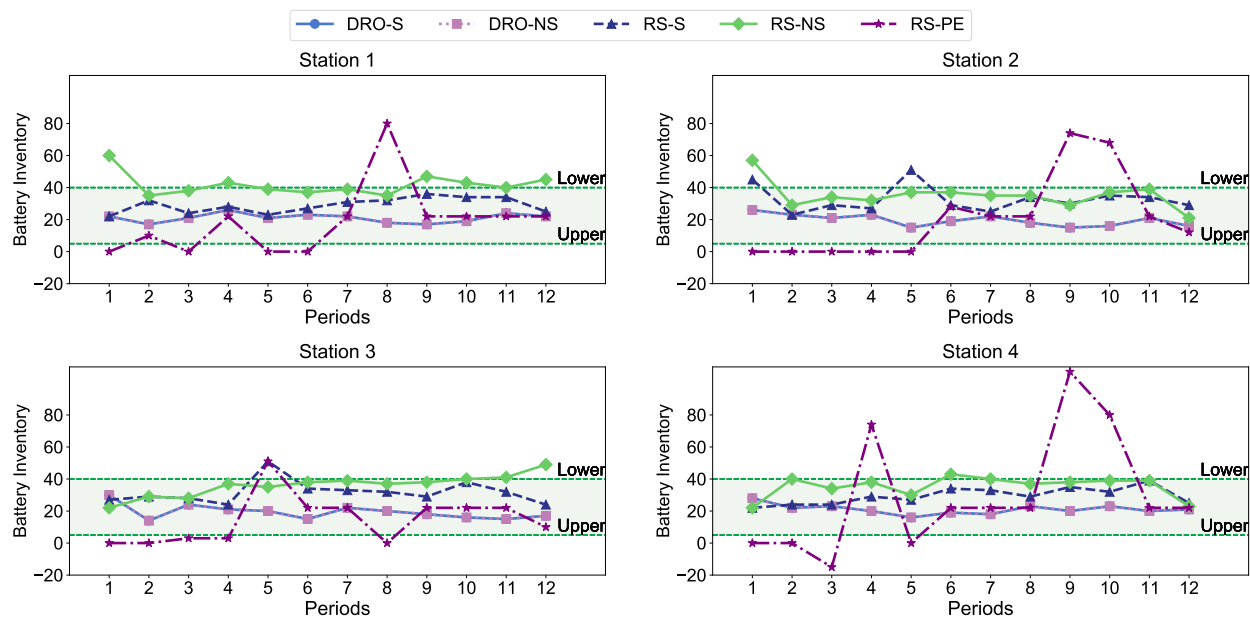 DRO-S DRO-NS RS-S RS-NS RS-PE
Station 1
Battery Inventory
80
60
40
20
0
−20
Lower
Upper
1 2 3 4 5 6 7 8 9 10 11 12
Periods
Station 2
Battery Inventory
80
60
40
20
0
−20
Lower
Upper
1 2 3 4 5 6 7 8 9 10 11 12
Periods
Station 3
Battery Inventory
80
60
40
20
0
−20
Lower
Upper
1 2 3 4 5 6 7 8 9 10 11 12
Periods
Station 4
Battery Inventory
80
60
40
20
0
−20
Lower
Upper
1 2 3 4 5 6 7 8 9 10 11 12
Periods